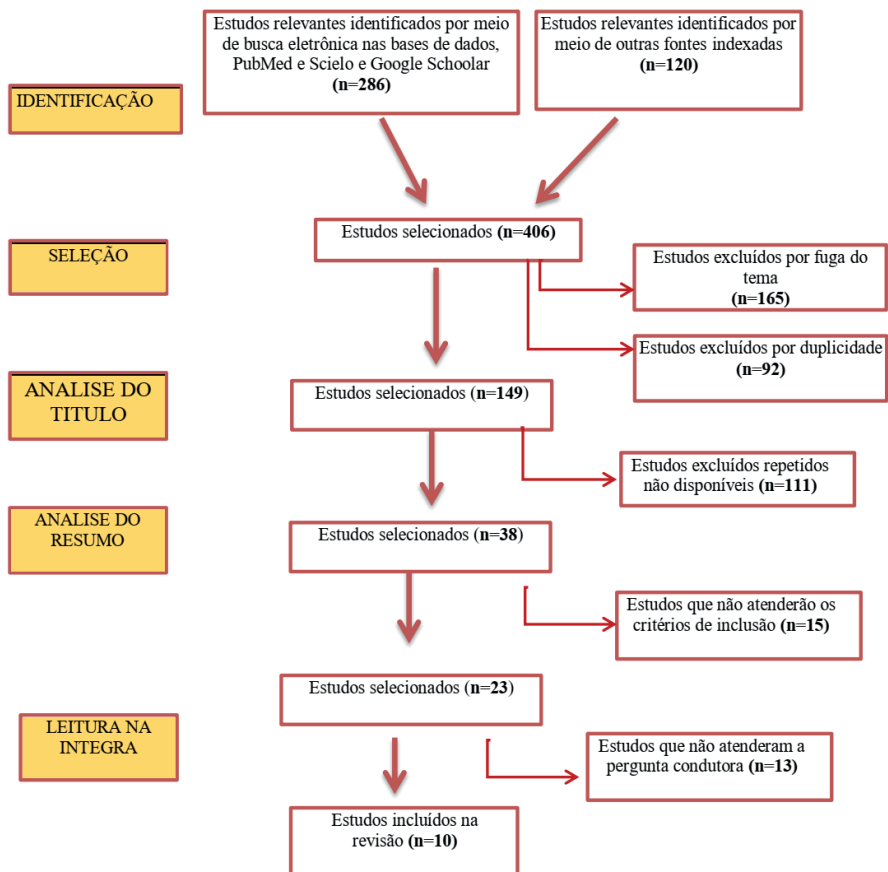 Estudos relevantes identificados por meio
de busca eletrônica nas bases de dados,
PubMed e Scielo e Google Schoolar
(n=286)
Estudos relevantes identificados por
meio de outras fontes indexadas
(n=120)
IDENTIFICAÇÃO
Estudos selecionados (n=406)
SELEÇÃO
Estudos excluídos por fuga do
tema
(n=165)
Estudos excluídos por duplicidade
(n=92)
ANALISE DO
TITULO
Estudos selecionados (n=149)
Estudos excluídos repetidos
não disponíveis (n=111)
ANALISE DO
RESUMO
Estudos selecionados (n=38)
Estudos que não atenderão os
critérios de inclusão (n=15)
Estudos selecionados (n=23)
LEITURA NA
INTEGRA
Estudos que não atenderam a
pergunta condutora (n=13)
Estudos incluídos na
revisão (n=10)